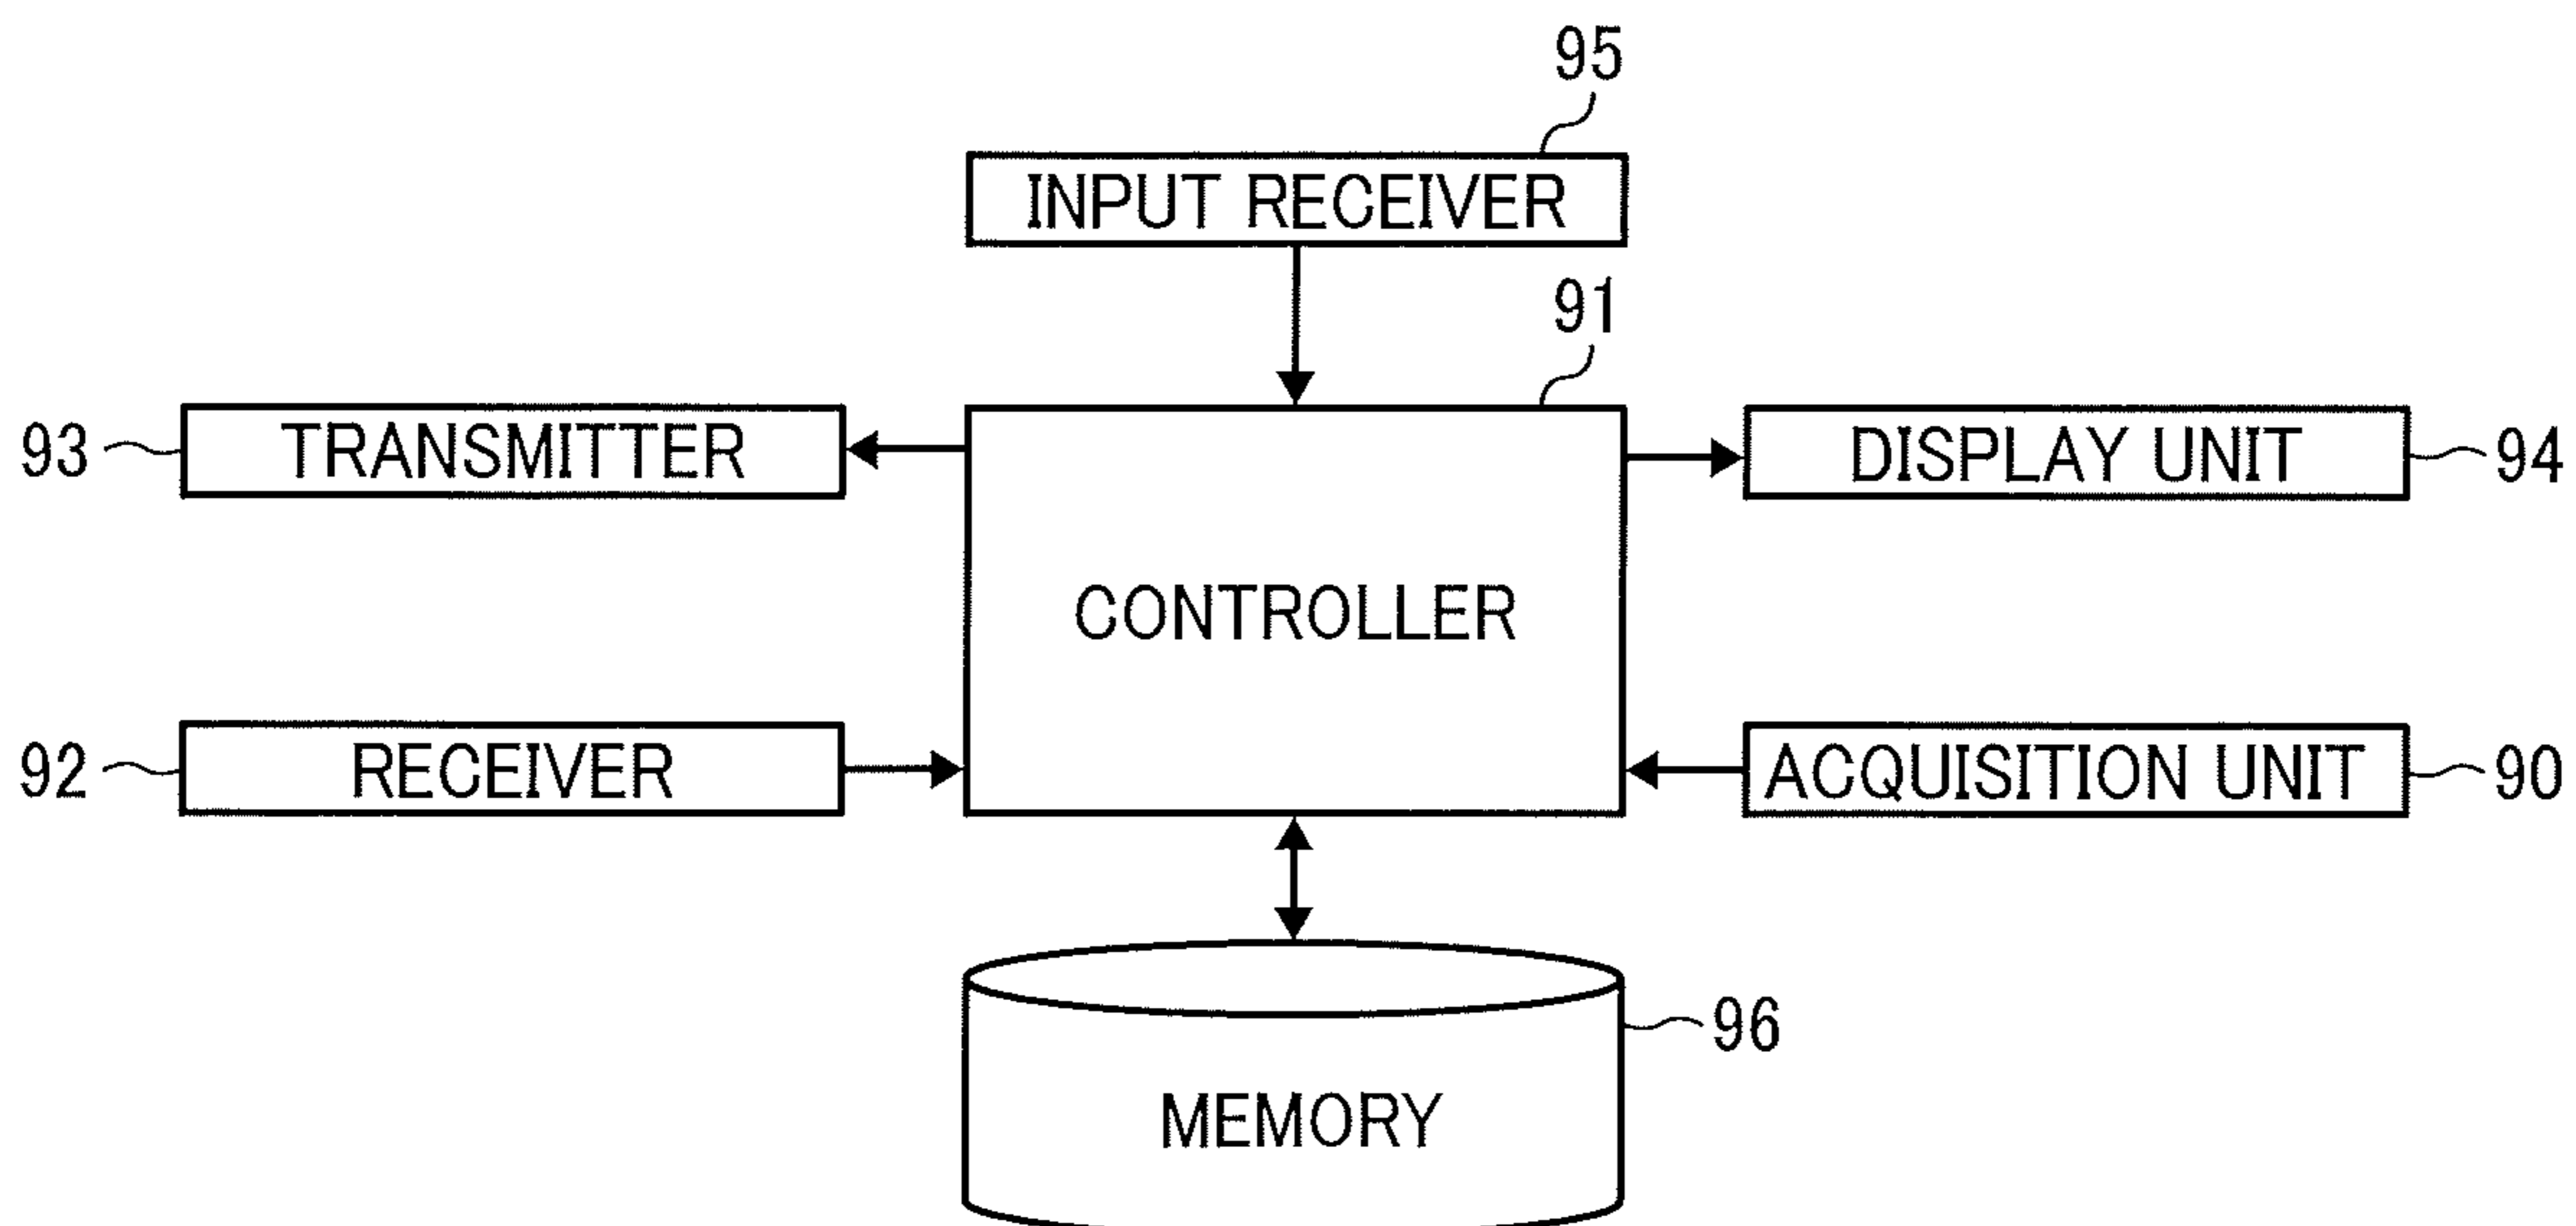 95
INPUT RECEIVER
91
93 TRANSMITTER
DISPLAY UNIT 94
CONTROLLER
92 RECEIVER
ACQUISITION UNIT 90
96
MEMORY